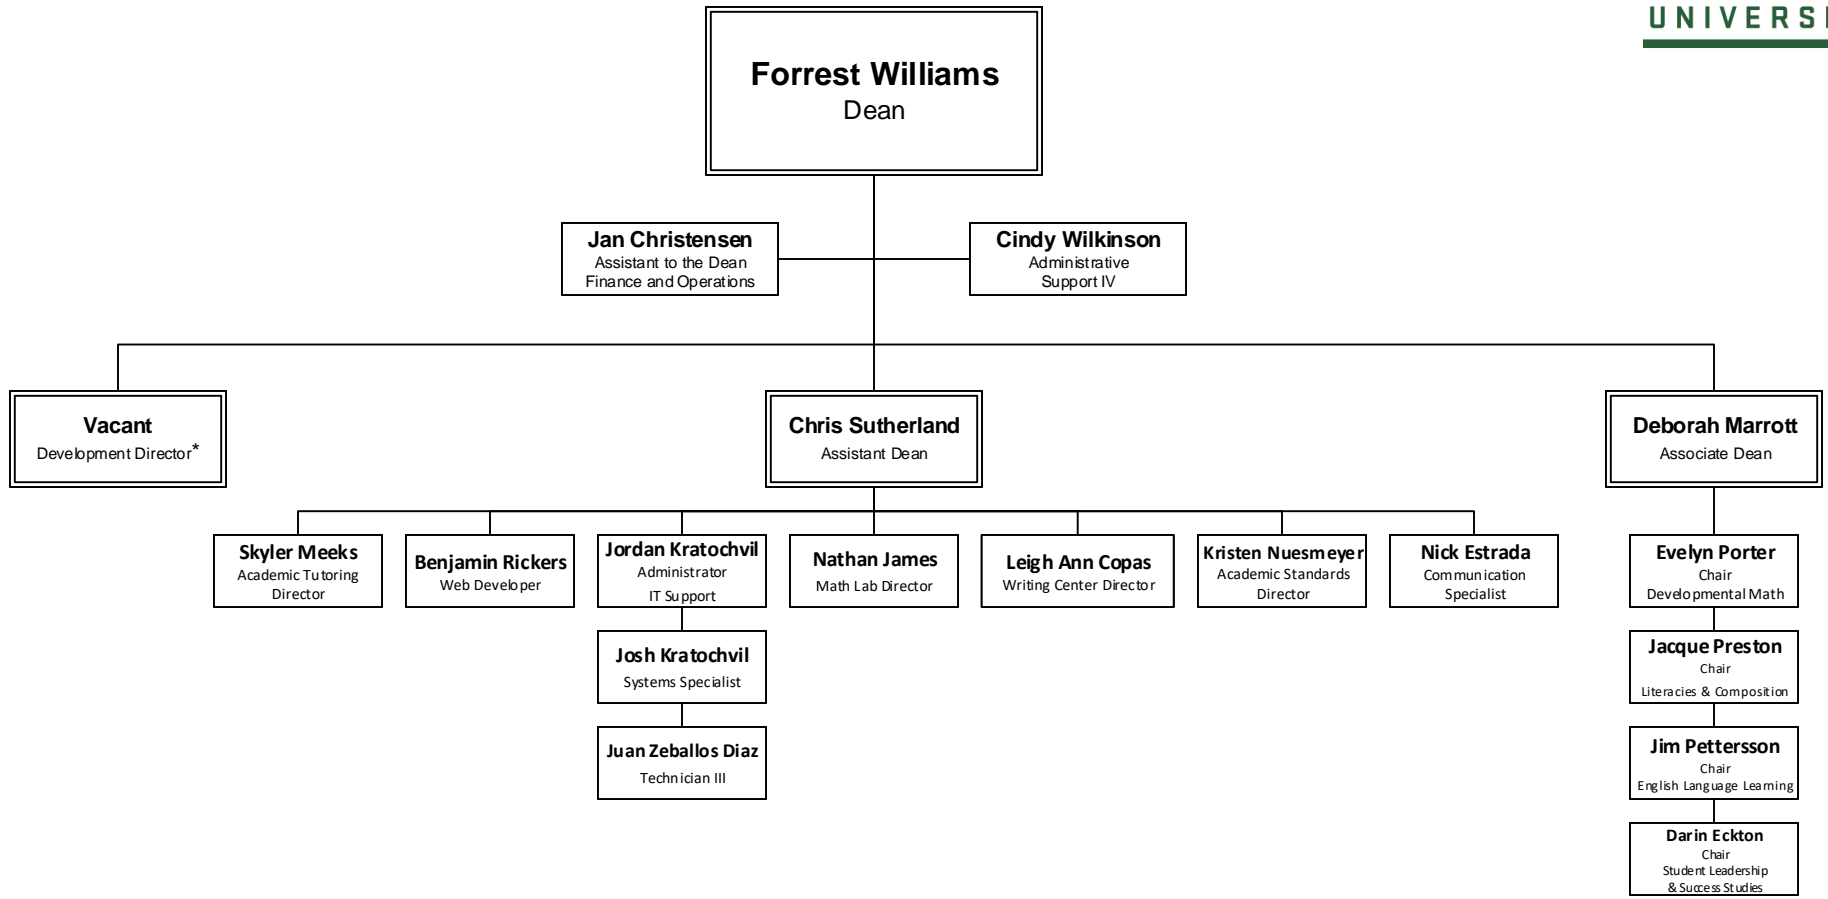 UNIVERSI
Forrest Williams
Dean
Jan Christensen
Assistant to the Dean
Finance and Operations
Cindy Wilkinson
Administrative
Support IV
Vacant
Development Director*
Chris Sutherland
Assistant Dean
Deborah Marrott
Associate Dean
Skyler Meeks
Academic Tutoring
Director
Benjamin Rickers
Web Developer
Jordan Kratochvil
Administrator
IT Support
Nathan James
Math Lab Director
Leigh Ann Copas
Writing Center Director
Kristen Nuesmeyer
Academic Standards
Director
Nick Estrada
Communication
Specialist
Evelyn Porter
Chair
Developmental Math
Josh Kratochvil
Systems Specialist
Jacque Preston
Chair
Literacies & Composition
Juan Zeballos Diaz
Technician III
Jim Pettersson
Chair
English Language Learning
Darin Eckton
Chair
Student Leadership
& Success Studies